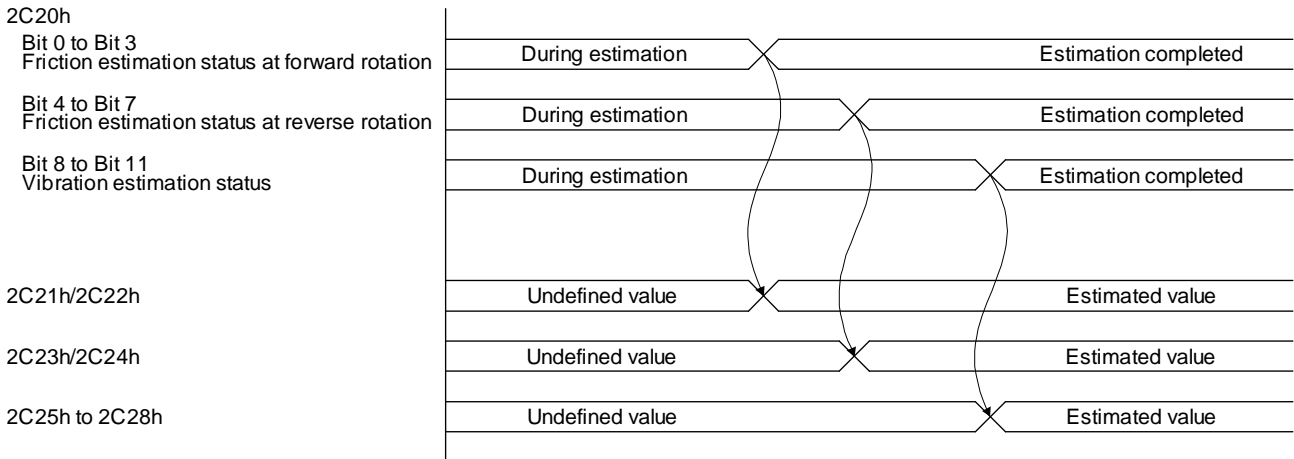 2C20h
Bit 0 to Bit 3
Friction estimation status at forward rotation
During estimation
Estimation completed
Bit 4 to Bit 7
Friction estimation status at reverse rotation
During estimation
Estimation completed
Bit 8 to Bit 11
Vibration estimation status
During estimation
Estimation completed
2C21h/2C22h
Undefined value
Estimated value
2C23h/2C24h
Undefined value
Estimated value
2C25h to 2C28h
Undefined value
Estimated value